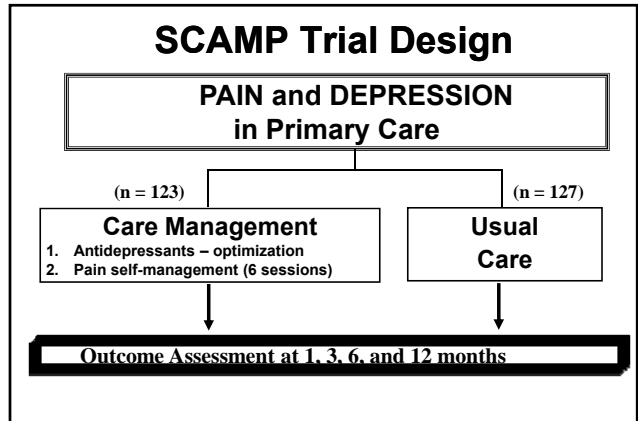 SCAMP Trial Design
PAIN and DEPRESSION
in Primary Care
(n = 123)
(n = 127)
Care Management
1. Antidepressants – optimization
2. Pain self-management (6 sessions)
Usual
Care
Outcome Assessment at 1, 3, 6, and 12 months